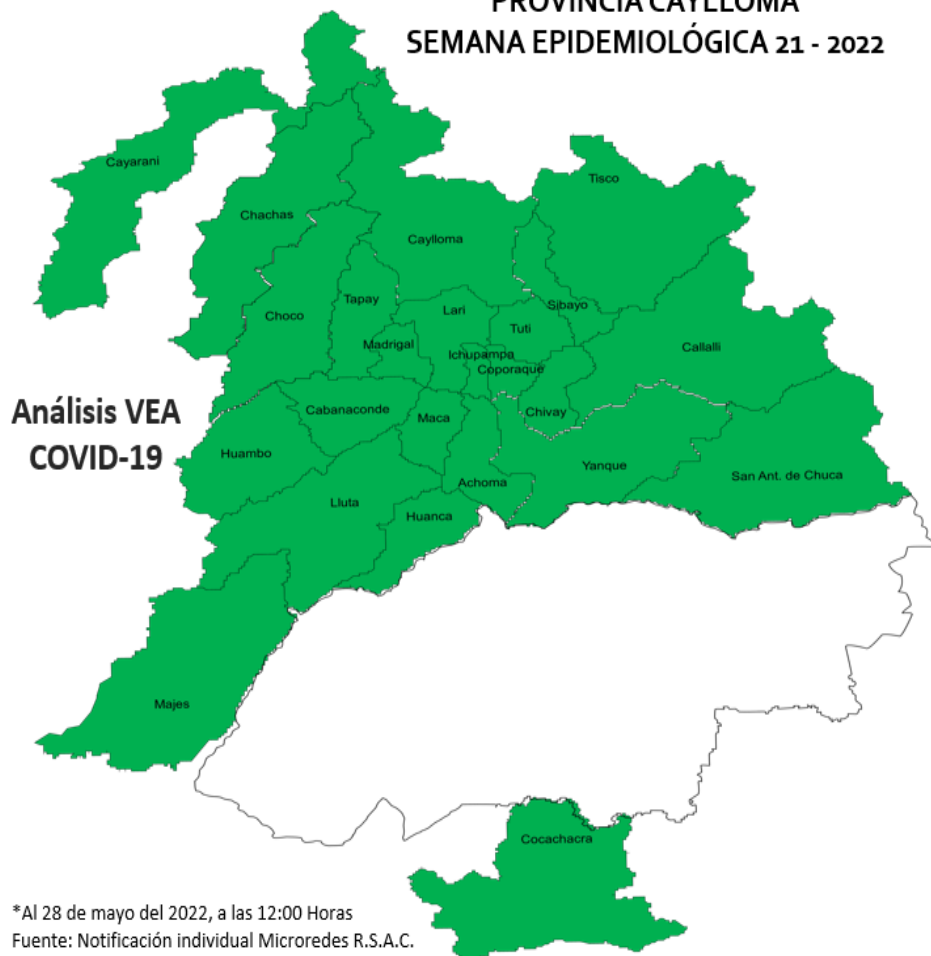 PROVINCIA CAYLLOMA
SEMANA EPIDEMIOLÓGICA 21 - 2022
Cayarani
Tisco
Chachas
Caylloma
Tapay
Sibayo
Lari
Choco
Tuti
Madrigal
Callalli
Ichupampa
Coporaque
Análisis VEA
COVID-19
Cabanaconde
Chivay
Maca
Huambo
Yanque
San Ant. de Chuca
Achoma
Lluta
Huanca
Majes
Cocachacra
*Al 28 de mayo del 2022, a las 12:00 Horas
Fuente: Notificación individual Microredes R.S.A.C.